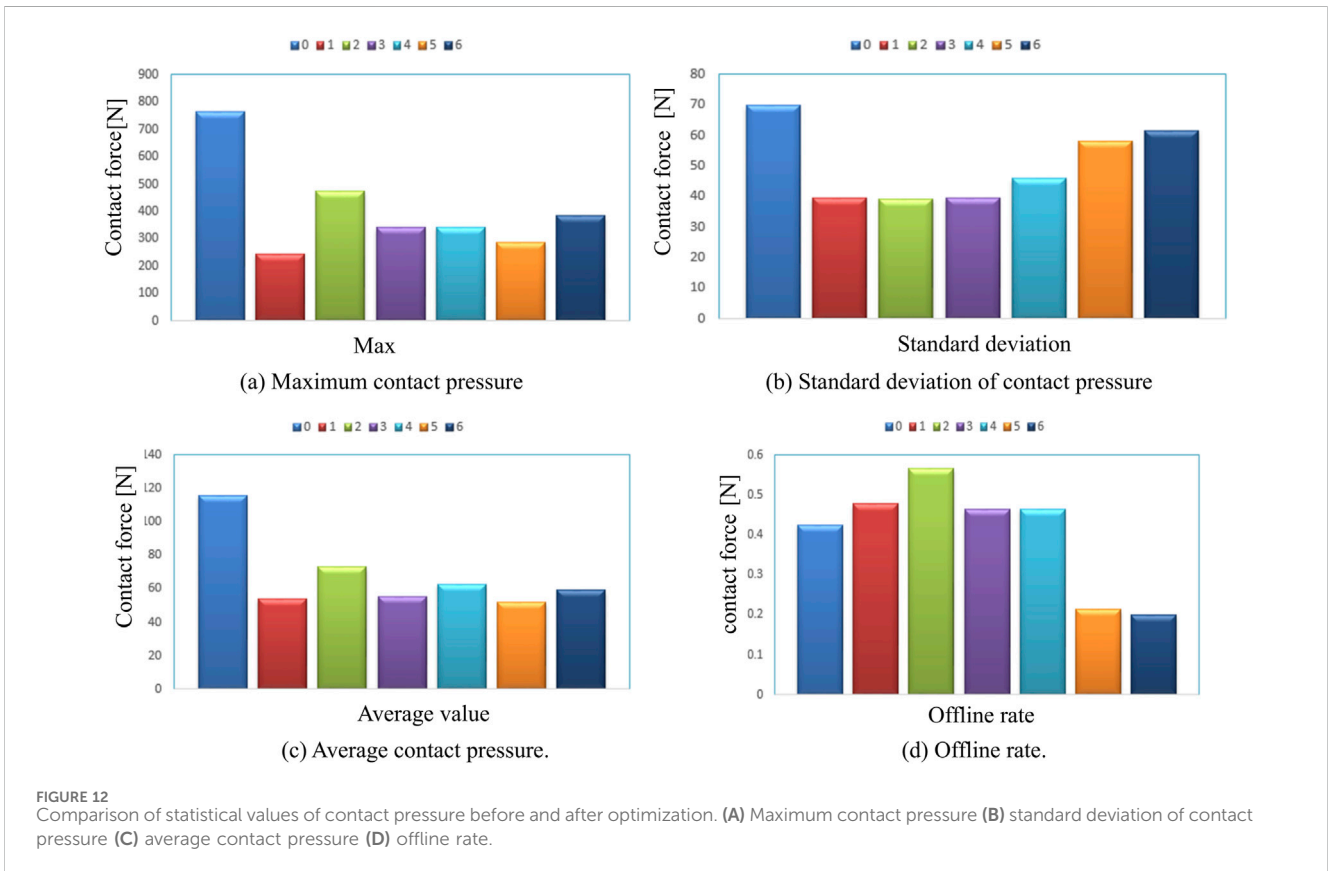 0 1 2 3 4 5 6
900
800
700
600
500
400
300
200
100
0
Contact force[N]
Max
(a) Maximum contact pressure
0 1 2 3 4 5 6
80
70
60
50
40
30
20
10
0
Contact force [N]
Standard deviation
(b) Standard deviation of contact pressure
0 1 2 3 4 5 6
140
120
100
80
60
40
20
0
Contact force [N]
Average value
(c) Average contact pressure.
0 1 2 3 4 5 6
0.6
0.5
0.4
0.3
0.2
0.1
0
contact force [N]
Offline rate
(d) Offline rate.
FIGURE 12
Comparison of statistical values of contact pressure before and after optimization. (A) Maximum contact pressure (B) standard deviation of contact
pressure (C) average contact pressure (D) offline rate.